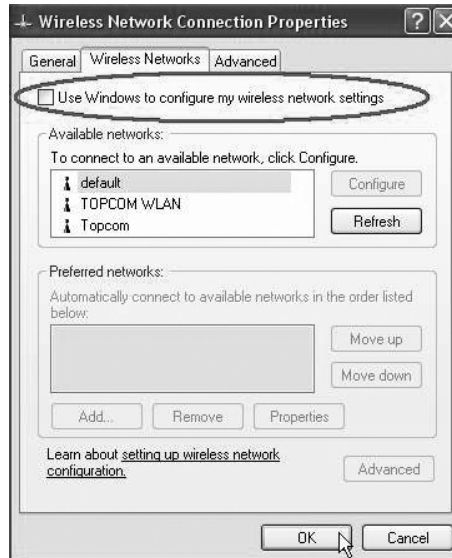 Wireless Network Connection Properties
General Wireless Networks Advanced
Use Windows to configure my wireless network settings
Available networks:
To connect to an available network, click Configure.
default
TOPCOM WLAN
Topcom
Configure
Refresh
Preferred networks:
Automatically connect to available networks in the order listed
below:
Move up
Move down
Add... Remove Properties
Learn about setting up wireless network
configuration.
Advanced
OK Cancel